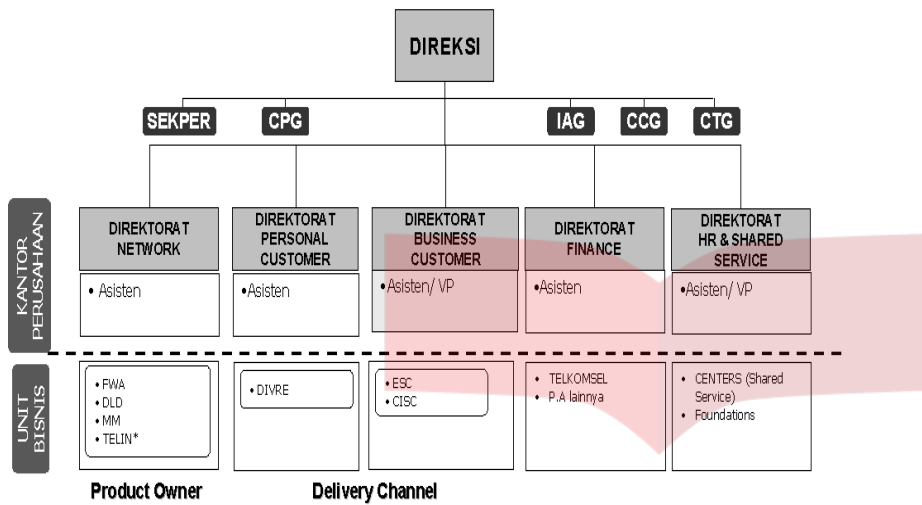 DIREKSI
SEKPER
CPG
IAG
CCG
CTG
KANTOR
PERUSAHAAN
DIREKTORAT
NETWORK
DIREKTORAT
PERSONAL
CUSTOMER
DIREKTORAT
BUSINESS
CUSTOMER
DIREKTORAT
FINANCE
DIREKTORAT
HR & SHARED
SERVICE
• Asisten
•Asisten
•Asisten/ VP
•Asisten
•Asisten/ VP
UNIT
BISNIS
• FWA
• DLD
• MM
• TELIN*
• DIVRE
• ESC
• CISC
• TELKOMSEL
• P.A lainnya
• CENTERS (Shared
Service)
• Foundations
Product Owner
Delivery Channel